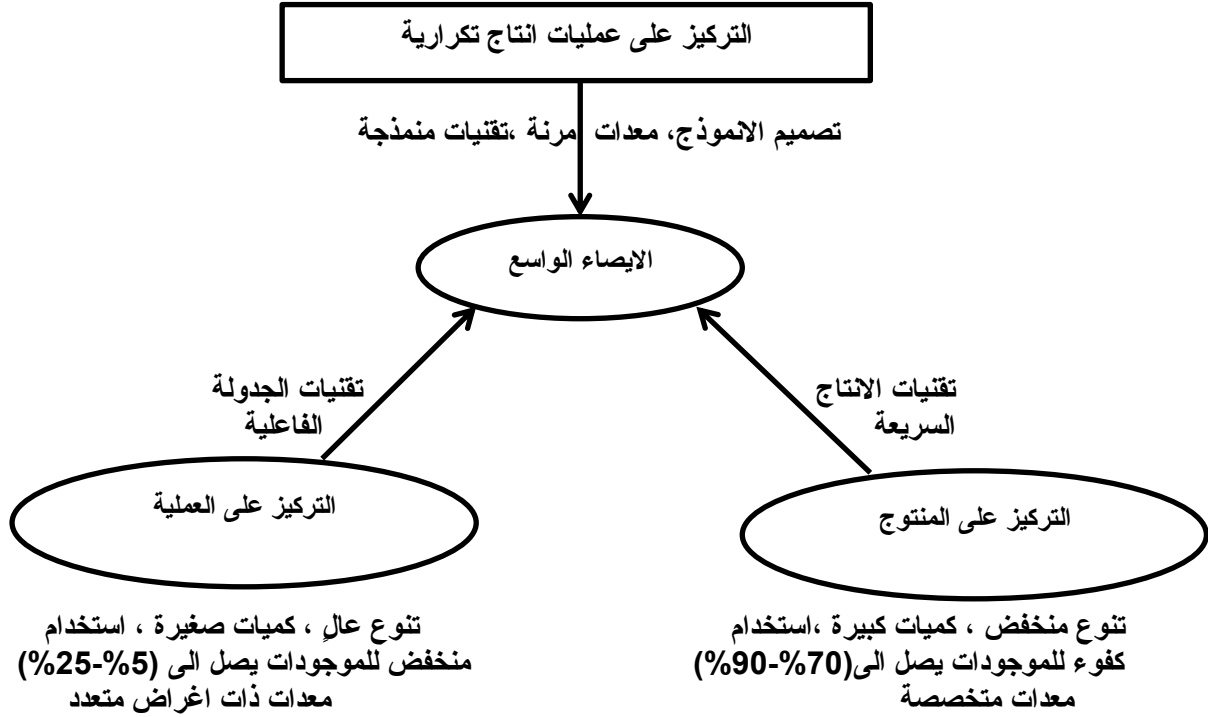 التركيز على عمليات انتاج تكرارية
تصميم الانموذج، معدات مرنة ،تقنيات منمذجة
الايصاء الواسع
تقنيات الجدولة
الفاعلية
تقنيات الانتاج
السريعة
التركيز على العملية
التركيز على المنتوج
تنوع عالٍ ، كميات صغيرة ، استخدام
منخفض للموجودات يصل الى (5%-25%)
معدات ذات اغراض متعدد
تنوع منخفض ، كميات كبيرة ،استخدام
كفوء للموجودات يصل الى(70%-90%)
معدات متخصصة